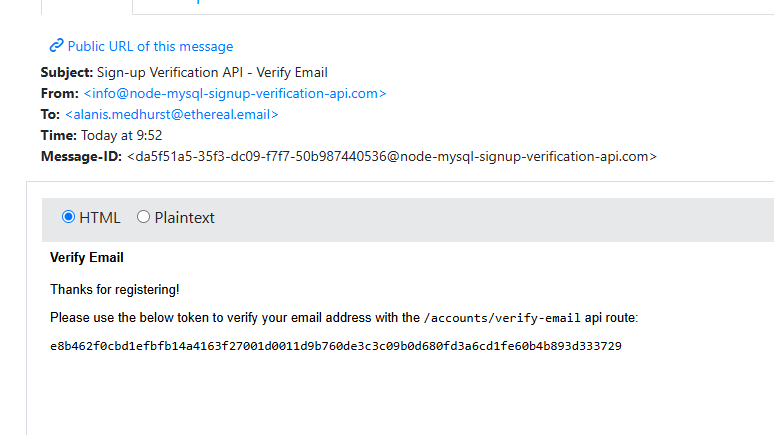 Public URL of this message
Subject: Sign-up Verification API - Verify Email
From: <info@node-mysql-signup-verification-api.com>
To: <alanis.medhurst@ethereal.email>
Time: Today at 9:52
Message-ID: <da5f51a5-35f3-dc09-f7f7-50b987440536@node-mysql-signup-verification-api.com>
HTML Plaintext
Verify Email
Thanks for registering!
Please use the below token to verify your email address with the /accounts/verify-email api route:
e8b462f0cbd1efbfb14a4163f27001d0011d9b760de3c3c09b0d680fd3a6cd1fe60b4b893d333729